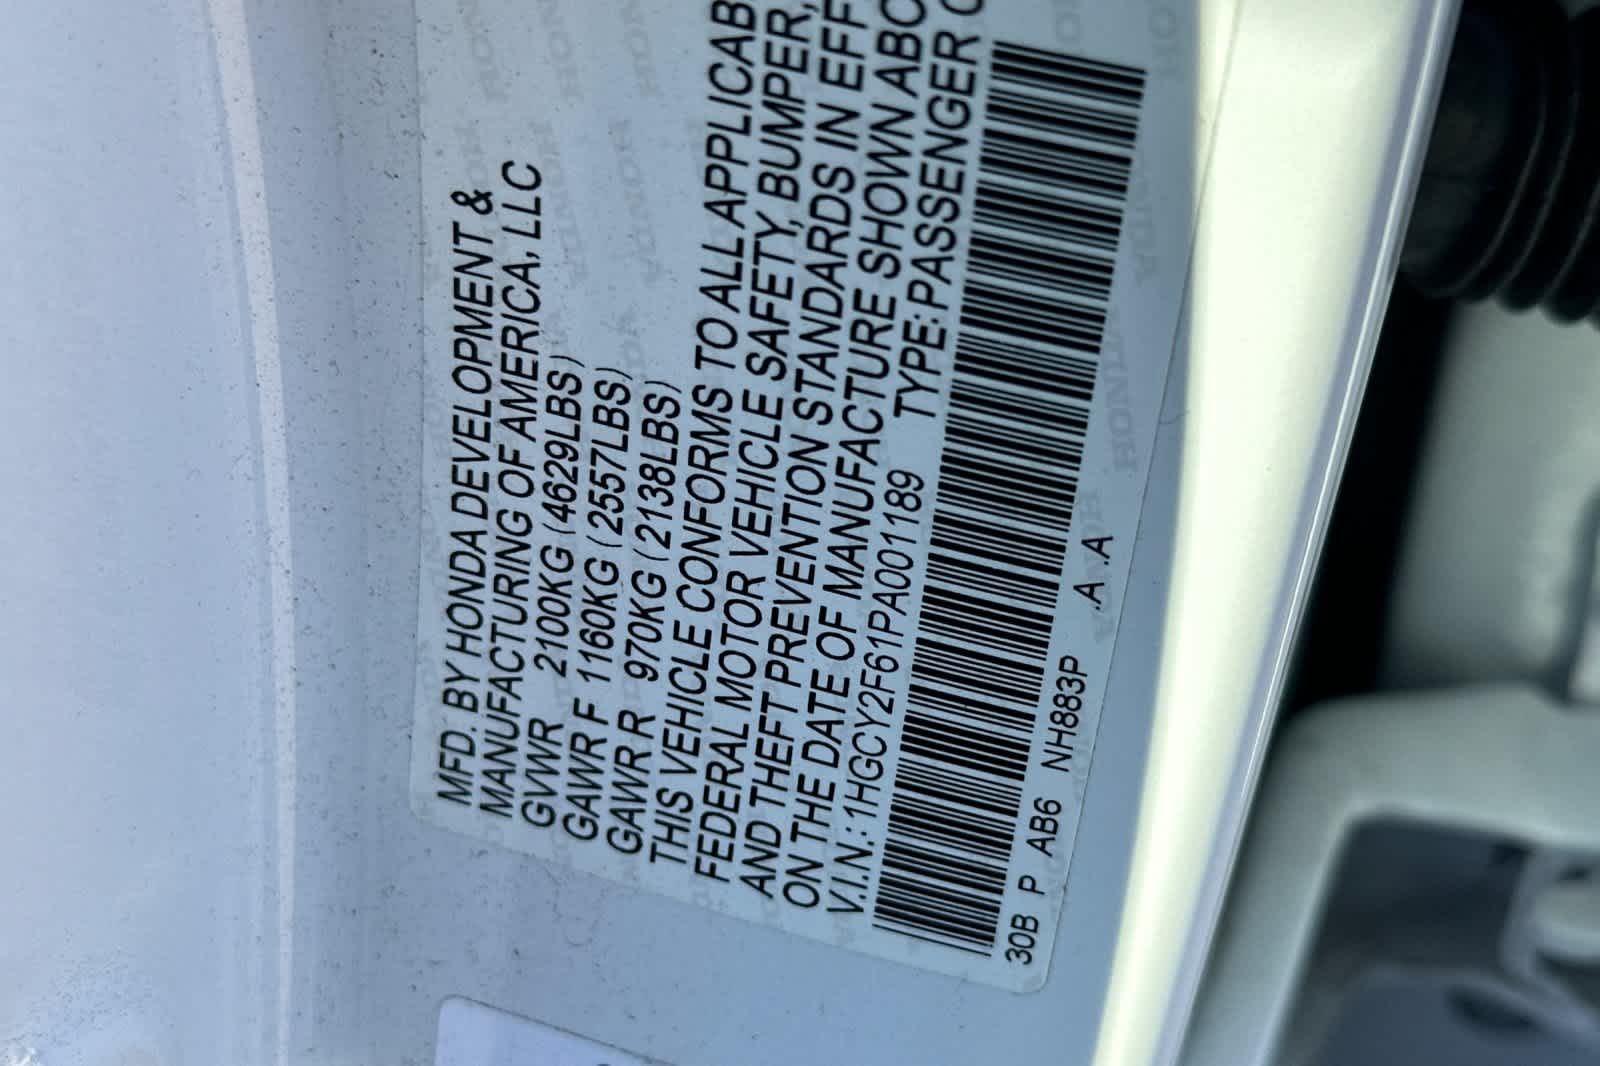 MFD. BY HONDA DEVELOPMENT &
MANUFACTURING OF AMERICA, LLC
GVWR 2100KG (4629LBS)
GAWR F 1160KG (2557LBS)
GAWR R 970KG (2138LBS)
THIS VEHICLE CONFORMS TO ALL APPLICAB
FEDERAL MOTOR VEHICLE SAFETY, BUMPER,
AND THEFT PREVENTION STANDARDS IN EFF
ON THE DATE OF MANUFACTURE SHOWN ABO
V.I.N.: 1HGCY2F61PA001189 TYPE: PASSENGER C
30B P AB6 NH883P .A .A